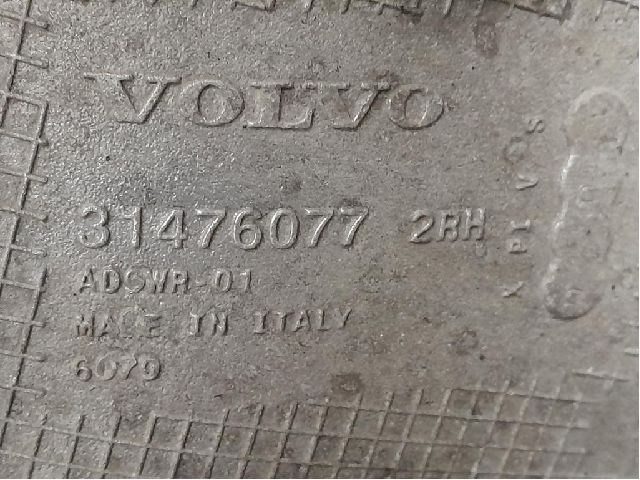 VOLVO
31476077 2RH
ADSWR-01
MADE IN ITALY
6079